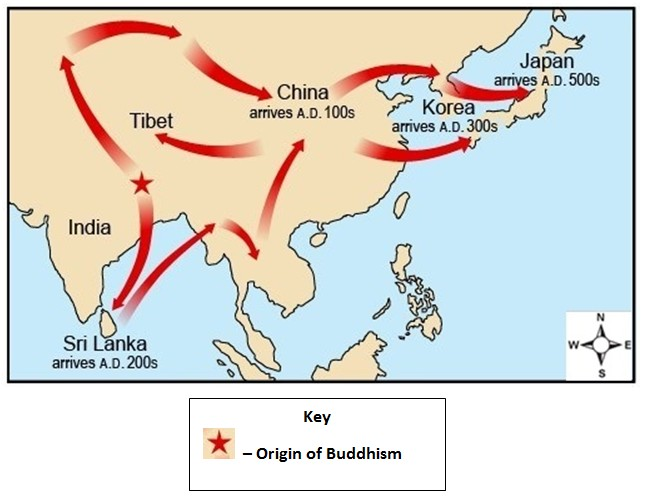 Japan
arrives A.D. 500s
China
arrives A.D. 100s
Korea
arrives A.D. 300s
Tibet
India
Sri Lanka
arrives A.D. 200s
N
W E
S
Key
– Origin of Buddhism